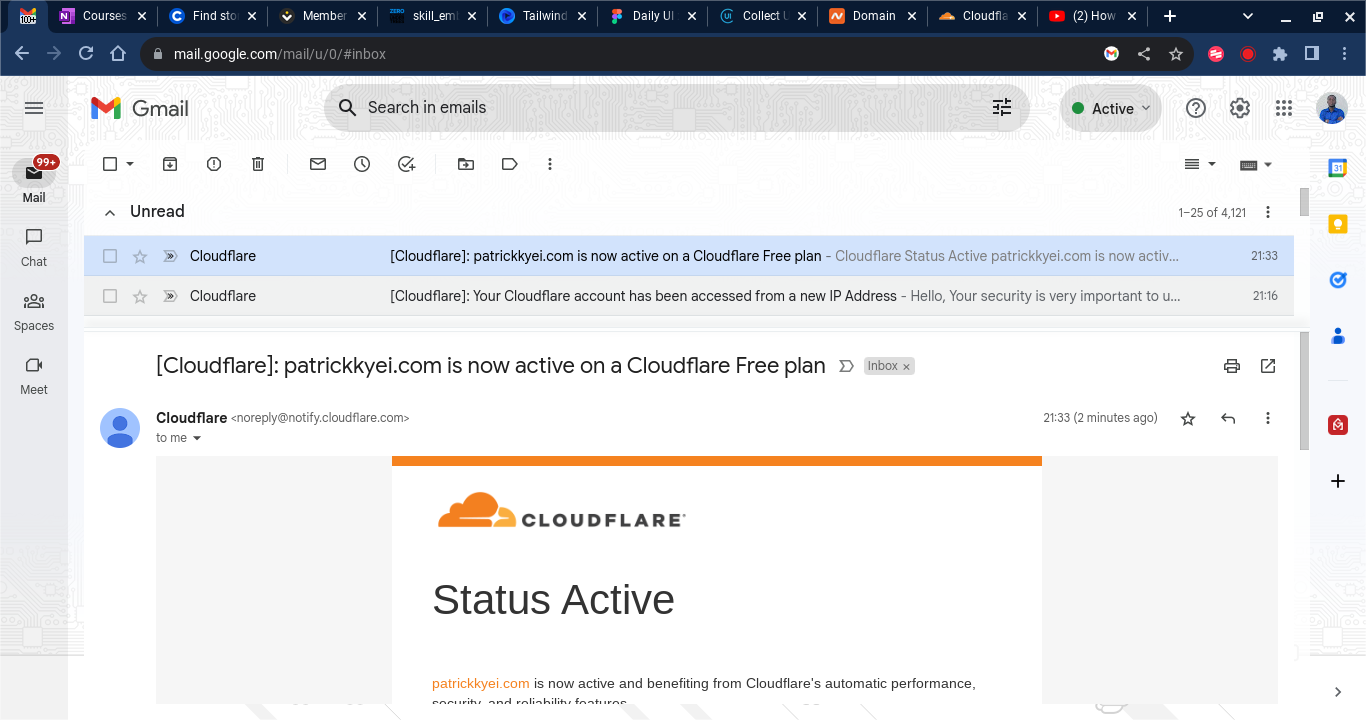 100+ Courses Find sto Member skill_em Tailwind Daily UI Collect U Domain Cloudfla (2) How
mail.google.com/mail/u/0/#inbox
Gmail Search in emails Active
99+
Mail
Chat
Spaces
Meet
Unread 1–25 of 4,121
Cloudflare [Cloudflare]: patrickkyei.com is now active on a Cloudflare Free plan - Cloudflare Status Active patrickkyei.com is now activ… 21:33
Cloudflare [Cloudflare]: Your Cloudflare account has been accessed from a new IP Address - Hello, Your security is very important to u… 21:16
[Cloudflare]: patrickkyei.com is now active on a Cloudflare Free plan Inbox ×
Cloudflare <noreply@notify.cloudflare.com> 21:33 (2 minutes ago)
to me
31
CLOUDFLARE
Status Active
patrickkyei.com is now active and benefiting from Cloudflare's automatic performance,
security, and reliability features.